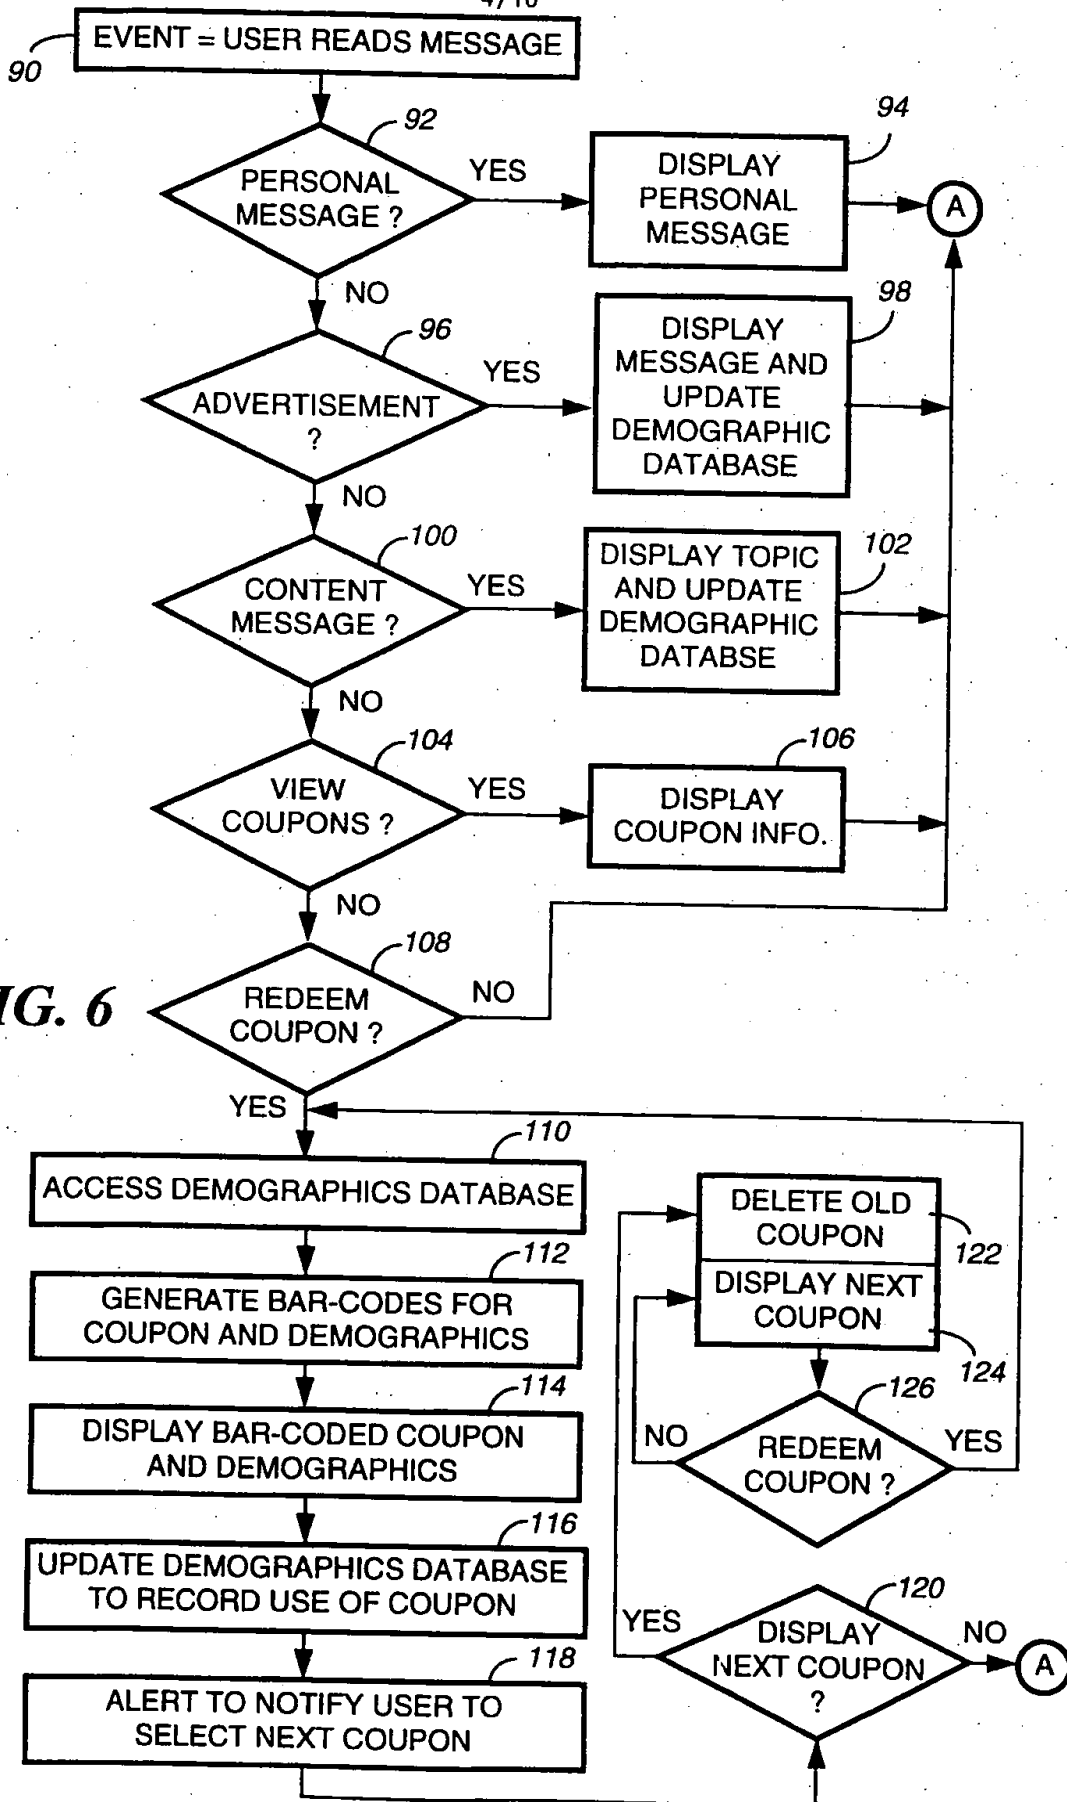 4/10
EVENT = USER READS MESSAGE
90
92
PERSONAL
MESSAGE ?
YES
94
DISPLAY
PERSONAL
MESSAGE
A
NO
96
ADVERTISEMENT
?
YES
98
DISPLAY
MESSAGE AND
UPDATE
DEMOGRAPHIC
DATABASE
NO
100
CONTENT
MESSAGE ?
YES
102
DISPLAY TOPIC
AND UPDATE
DEMOGRAPHIC
DATABSE
NO
104
VIEW
COUPONS ?
YES
106
DISPLAY
COUPON INFO.
NO
108
REDEEM
COUPON ?
NO
IG. 6
YES
110
ACCESS DEMOGRAPHICS DATABASE
112
GENERATE BAR-CODES FOR
COUPON AND DEMOGRAPHICS
114
DISPLAY BAR-CODED COUPON
AND DEMOGRAPHICS
116
UPDATE DEMOGRAPHICS DATABASE
TO RECORD USE OF COUPON
118
ALERT TO NOTIFY USER TO
SELECT NEXT COUPON
DELETE OLD
COUPON
122
DISPLAY NEXT
COUPON
124
126
REDEEM
COUPON ?
NO
YES
120
DISPLAY
NEXT COUPON
?
YES
NO
A